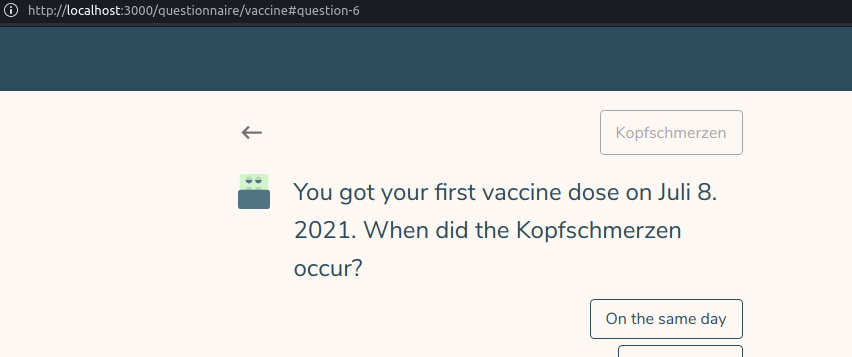 http://localhost:3000/questionnaire/vaccine#question-6
Kopfschmerzen
You got your first vaccine dose on Juli 8.
2021. When did the Kopfschmerzen
occur?
On the same day